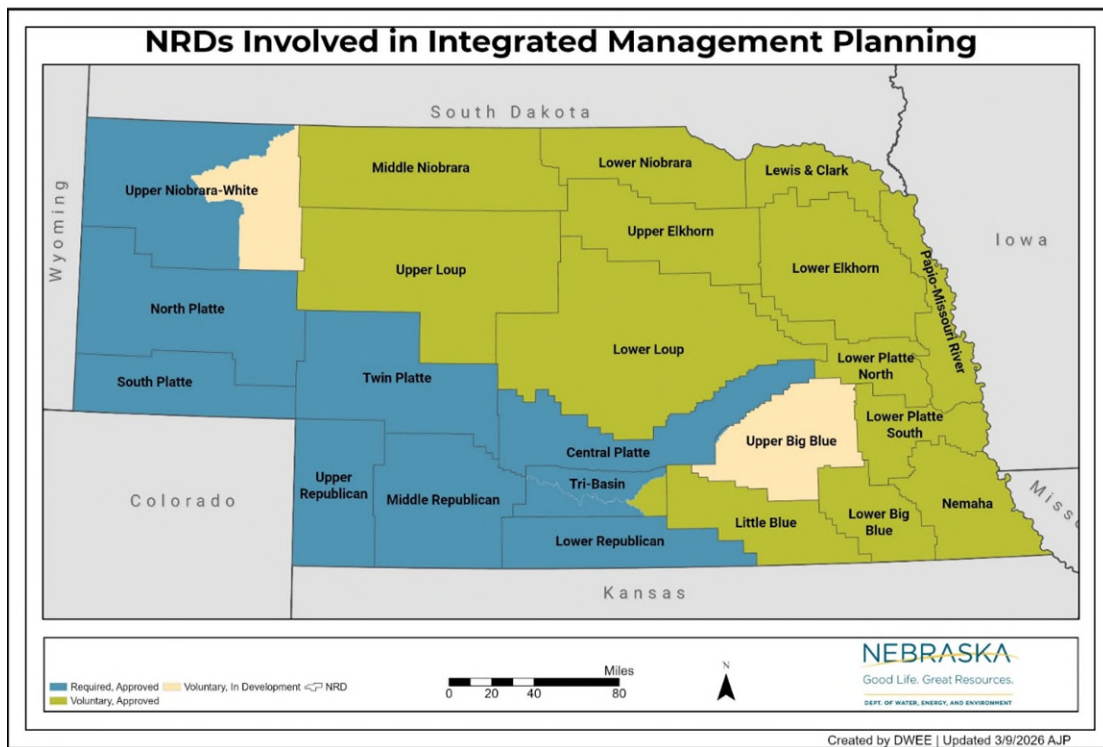 NRDs Involved in Integrated Management Planning
South Dakota
Wyoming
Iowa
Colorado
Kansas
Misso
Upper Niobrara-White
Middle Niobrara
Lower Niobrara
Lewis & Clark
Upper Elkhorn
Lower Elkhorn
Papio-Missouri River
Upper Loup
North Platte
South Platte
Twin Platte
Lower Loup
Lower Platte
North
Lower Platte
South
Central Platte
Upper Big Blue
Upper
Republican
Middle Republican
Tri-Basin
Lower Republican
Little Blue
Lower Big
Blue
Nemaha
Required, Approved
Voluntary, In Development
NRD
Voluntary, Approved
Miles
0 10 20 40 60 80
N
NEBRASKA
Good Life. Great Resources.
DEPT. OF WATER, ENERGY, AND ENVIRONMENT
Created by DWEE | Updated 3/9/2026 AJP